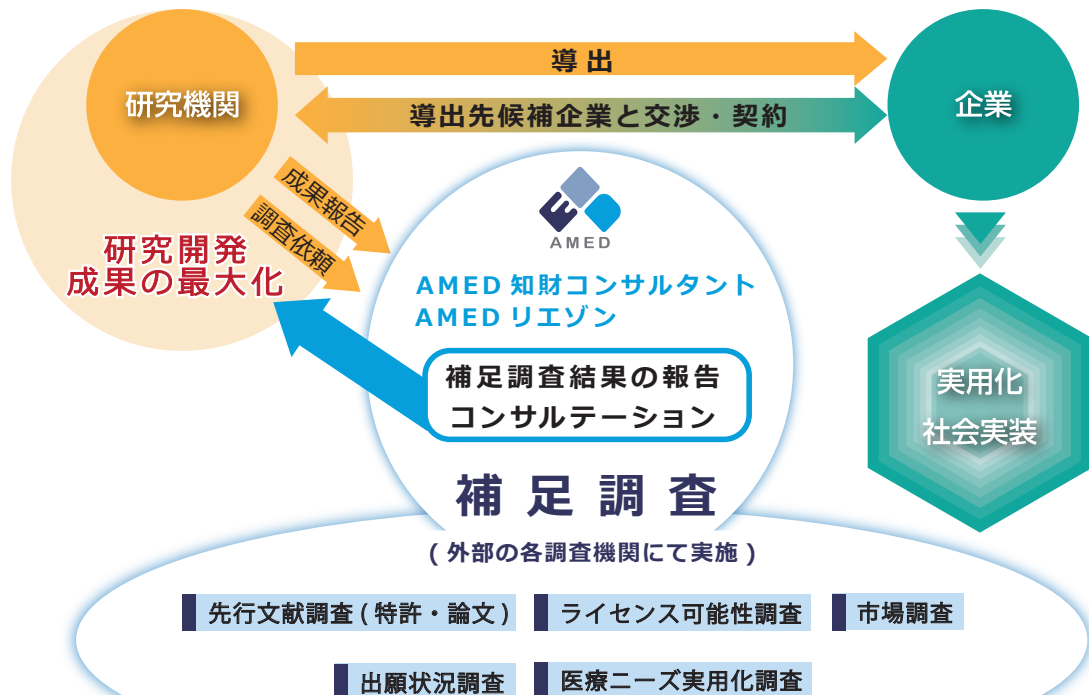 導出
導出先候補企業と交渉・契約
研究機関
企業
成果報告
調査依頼
研究開発
成果の最大化
AMED
AMED 知財コンサルタント
AMED リエゾン
補足調査結果の報告
コンサルテーション
実用化
社会実装
補足調査
(外部の各調査機関にて実施)
先行文献調査(特許・論文)
ライセンス可能性調査
市場調査
出願状況調査
医療ニーズ実用化調査